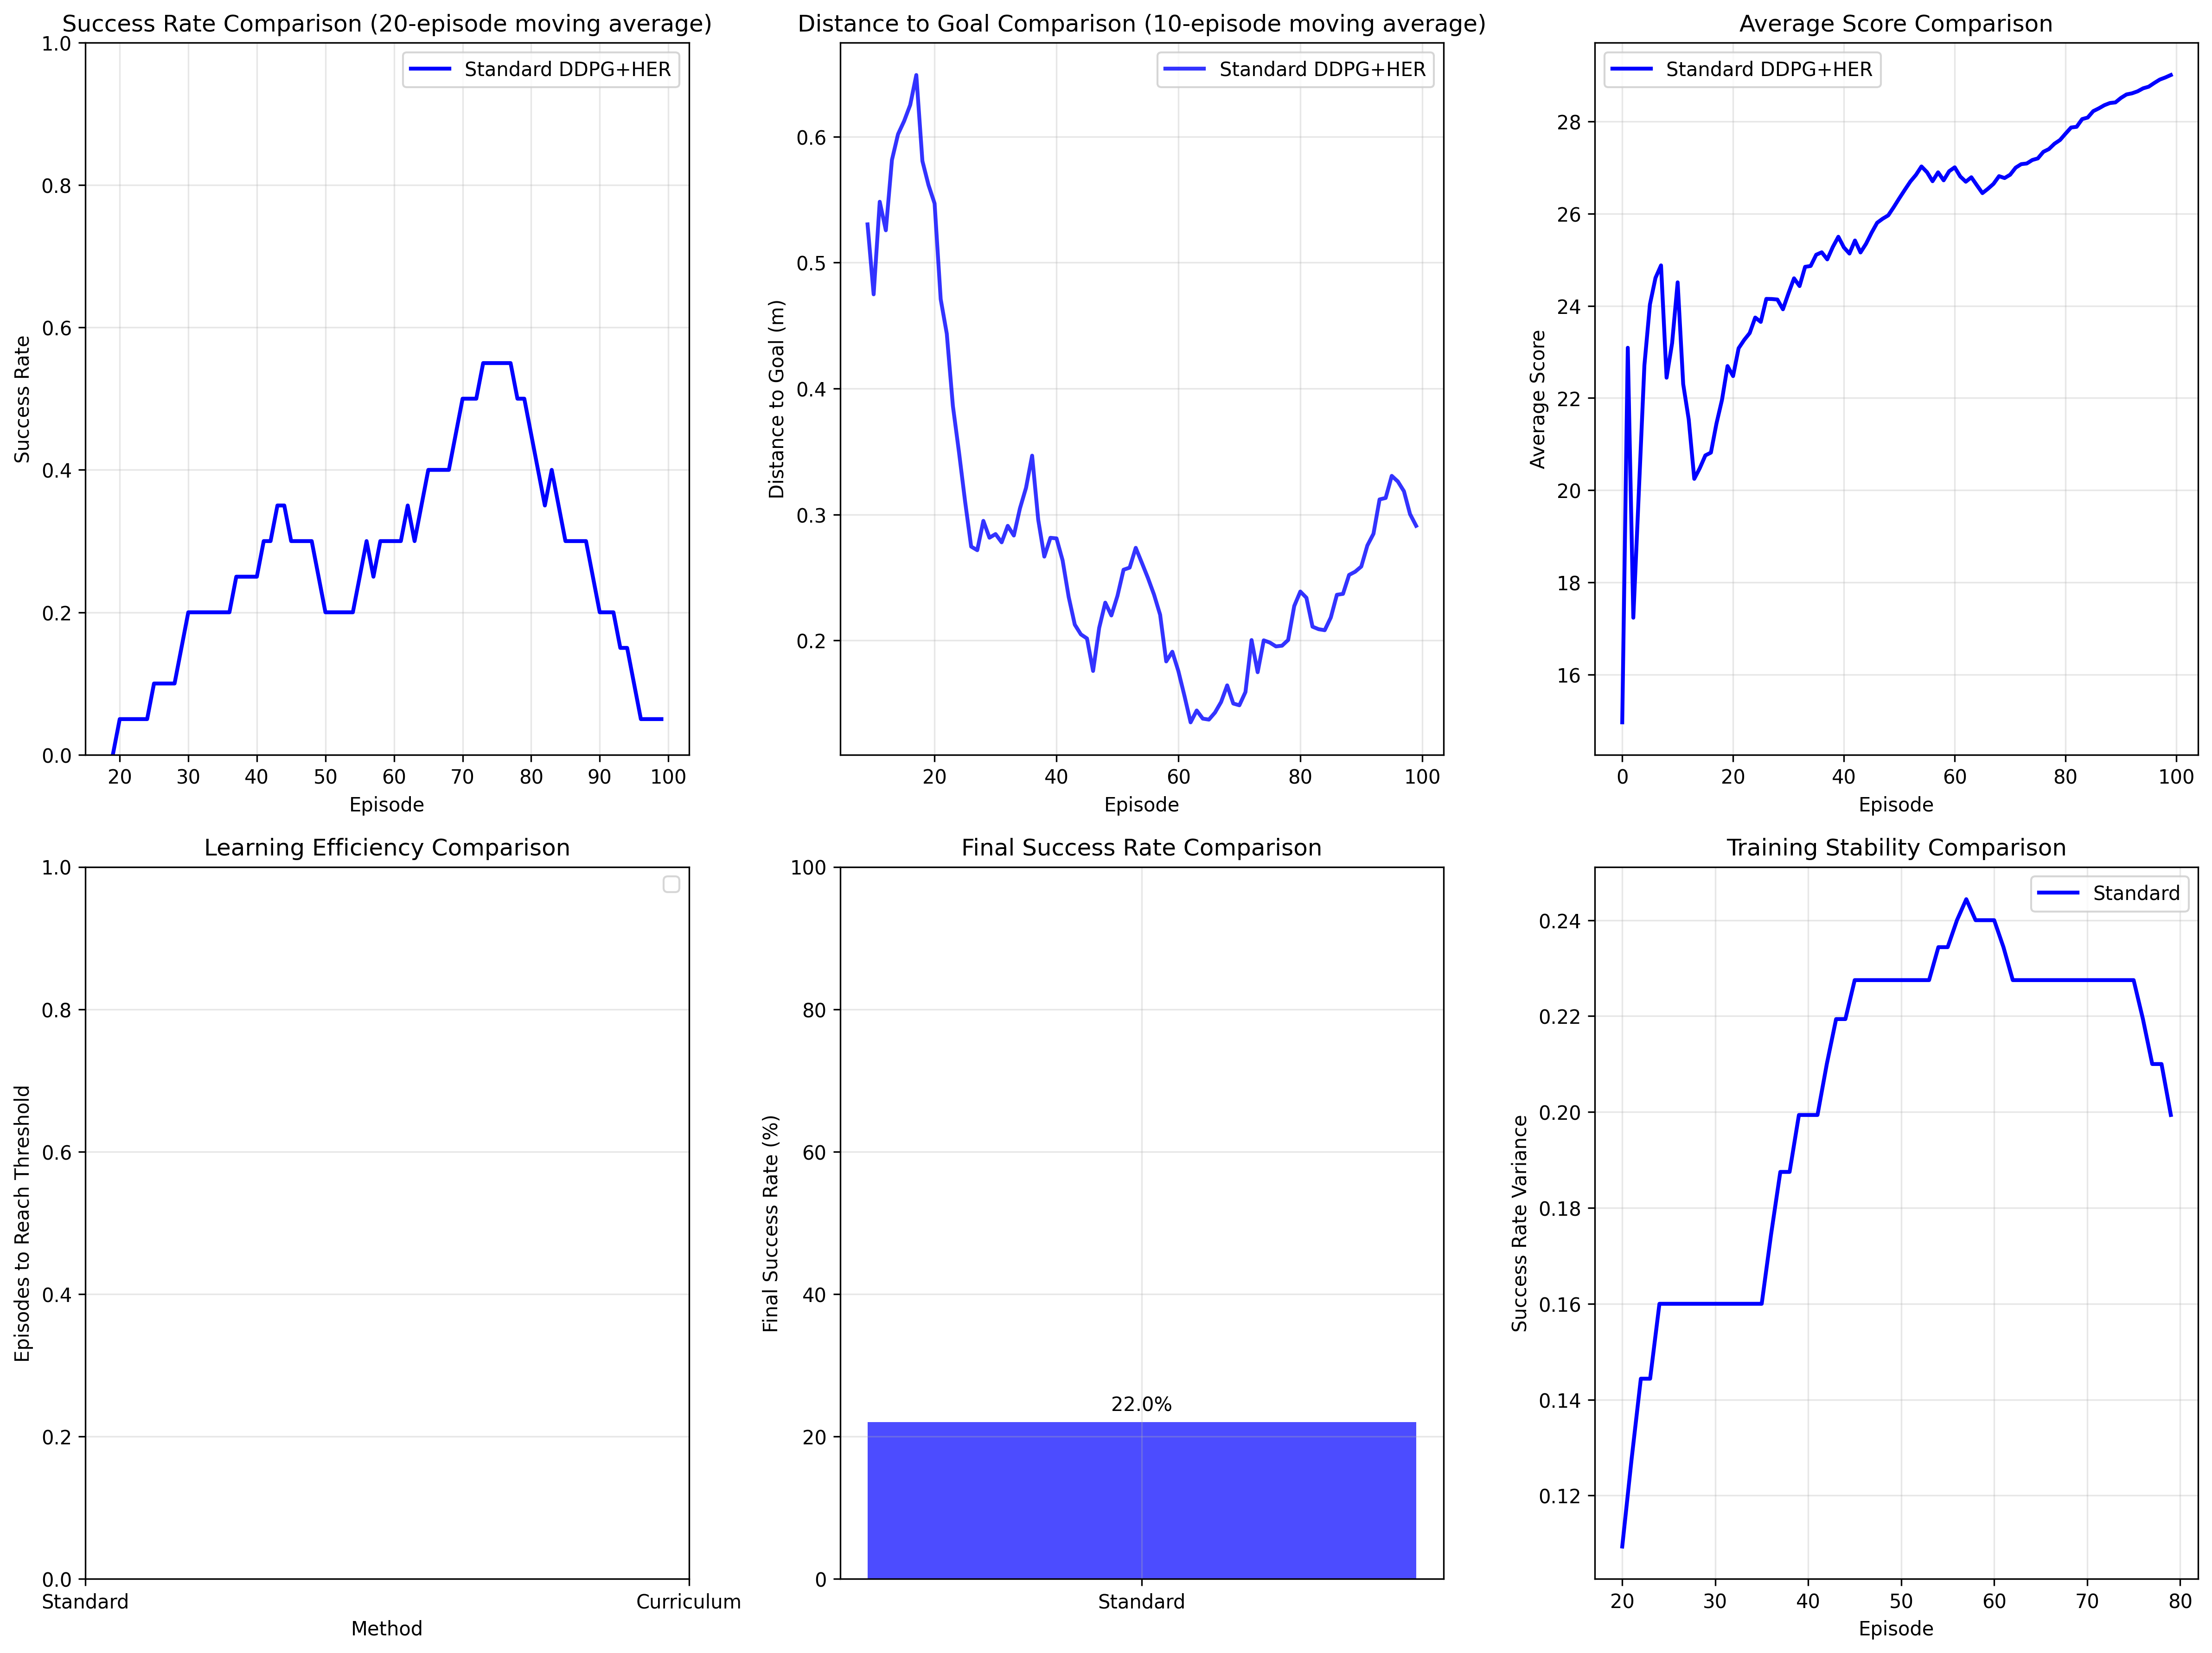 Success Rate Comparison (20-episode moving average)
Success Rate
1.0
0.8
0.6
0.4
0.2
0.0
Standard DDPG+HER
20 30 40 50 60 70 80 90 100
Episode
Distance to Goal Comparison (10-episode moving average)
Distance to Goal (m)
0.6
0.5
0.4
0.3
0.2
Standard DDPG+HER
20 40 60 80 100
Episode
Average Score Comparison
Average Score
28
26
24
22
20
18
16
Standard DDPG+HER
0 20 40 60 80 100
Episode
Learning Efficiency Comparison
Episodes to Reach Threshold
1.0
0.8
0.6
0.4
0.2
0.0
Standard Curriculum
Method
Final Success Rate Comparison
Final Success Rate (%)
100
80
60
40
20
0
22.0%
Standard
Training Stability Comparison
Success Rate Variance
0.24
0.22
0.20
0.18
0.16
0.14
0.12
Standard
20 30 40 50 60 70 80
Episode